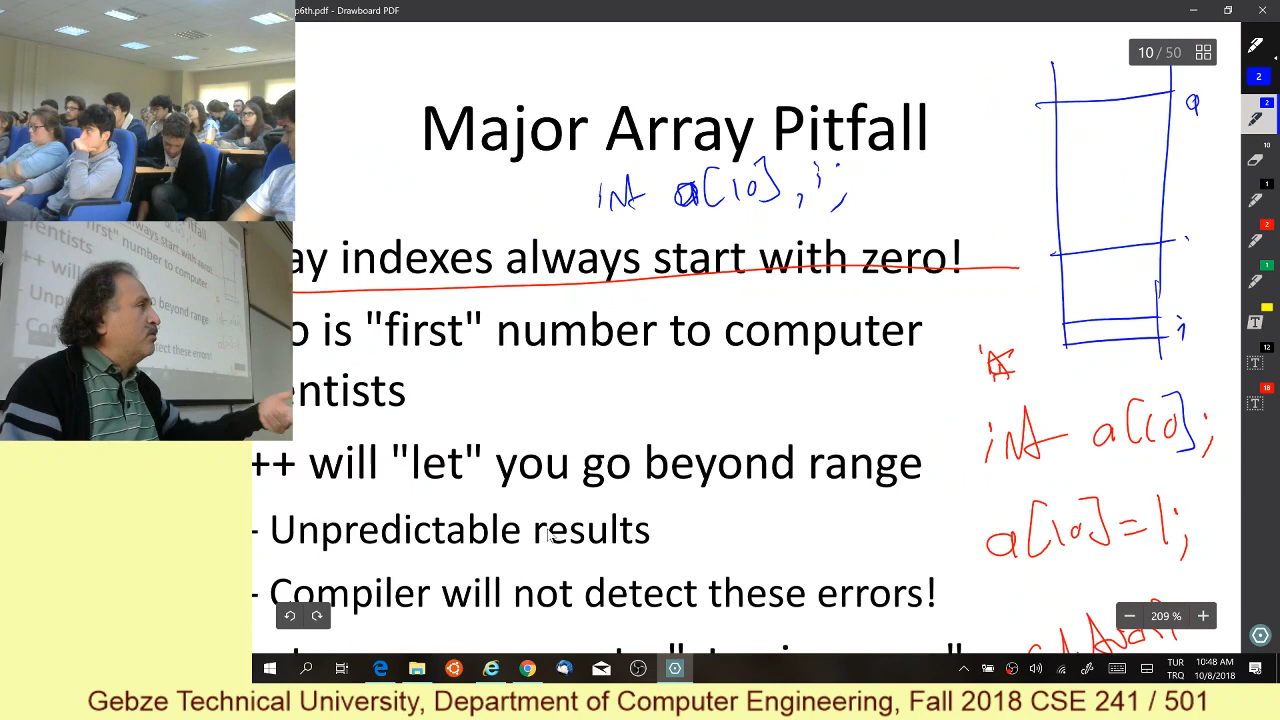 p6th.pdf - Drawboard PDF
10 / 50
Major Array Pitfall
int a[10], i;
ay indexes always start with zero!
o is "first" number to computer
entists
++ will "let" you go beyond range
- Unpredictable results
- Compiler will not detect these errors!
a
i
int a[10];
a[10]=1;
209 %
TUR
TRQ
10:48 AM
10/8/2018
Gebze Technical University, Department of Computer Engineering, Fall 2018 CSE 241 / 501